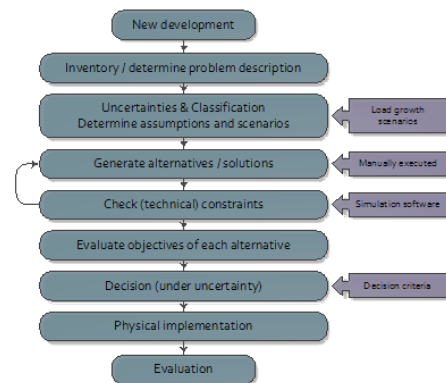 New development
Inventory / determine problem description
Uncertainties & Classification
Determine assumptions and scenarios
Load growth
scenarios
Generate alternatives / solutions
Manually executed
Check (technical) constraints
Simulation software
Evaluate objectives of each alternative
Decision (under uncertainty)
Decision criteria
Physical implementation
Evaluation